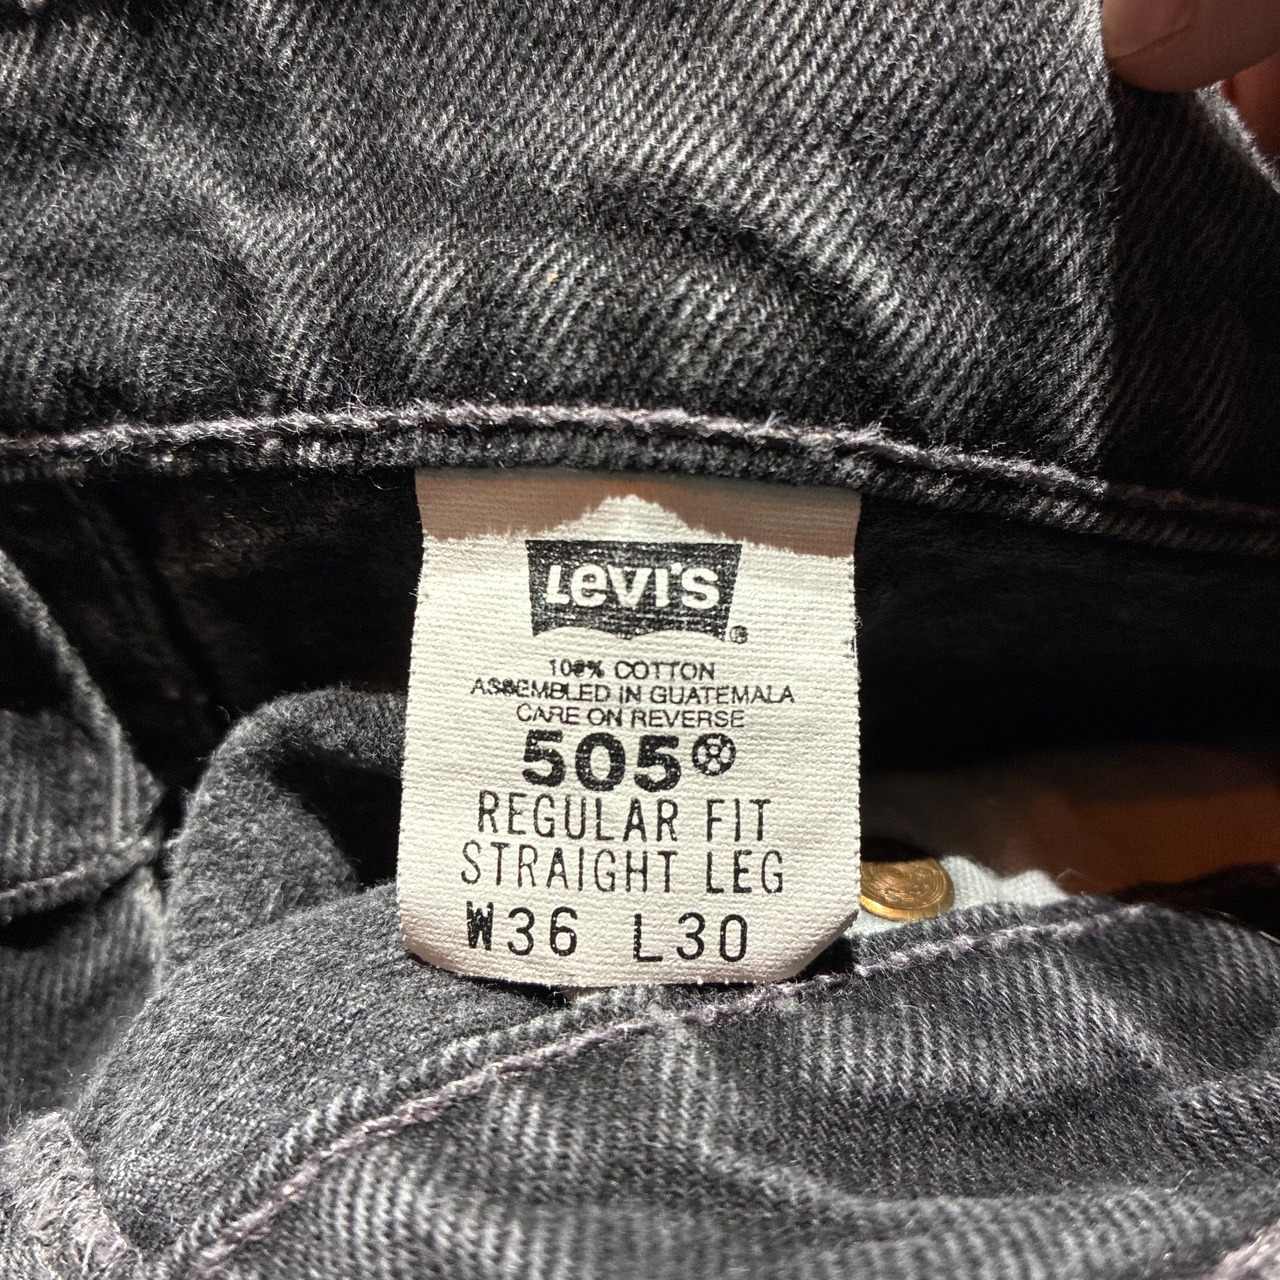 Levi's ®
100% COTTON
ASSEMBLED IN GUATEMALA
CARE ON REVERSE
505®
REGULAR FIT
STRAIGHT LEG
W36 L30